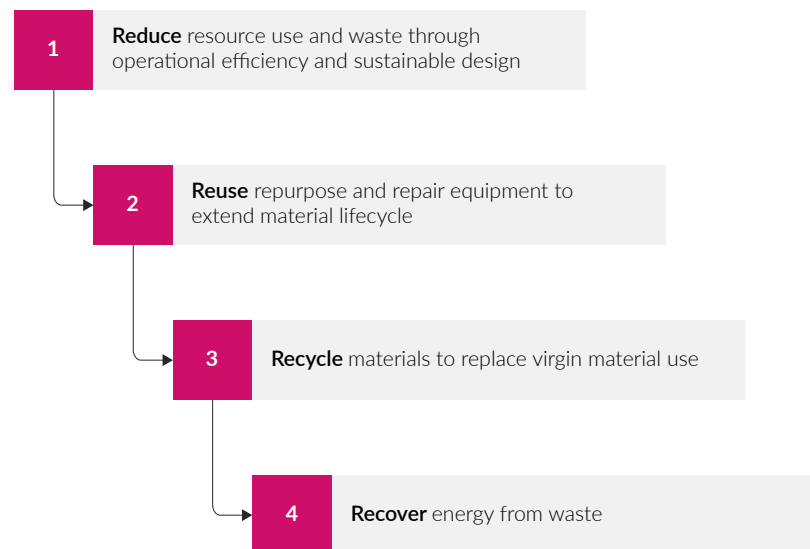 1
Reduce resource use and waste through
operational efficiency and sustainable design
2
Reuse repurpose and repair equipment to
extend material lifecycle
3
Recycle materials to replace virgin material use
4
Recover energy from waste